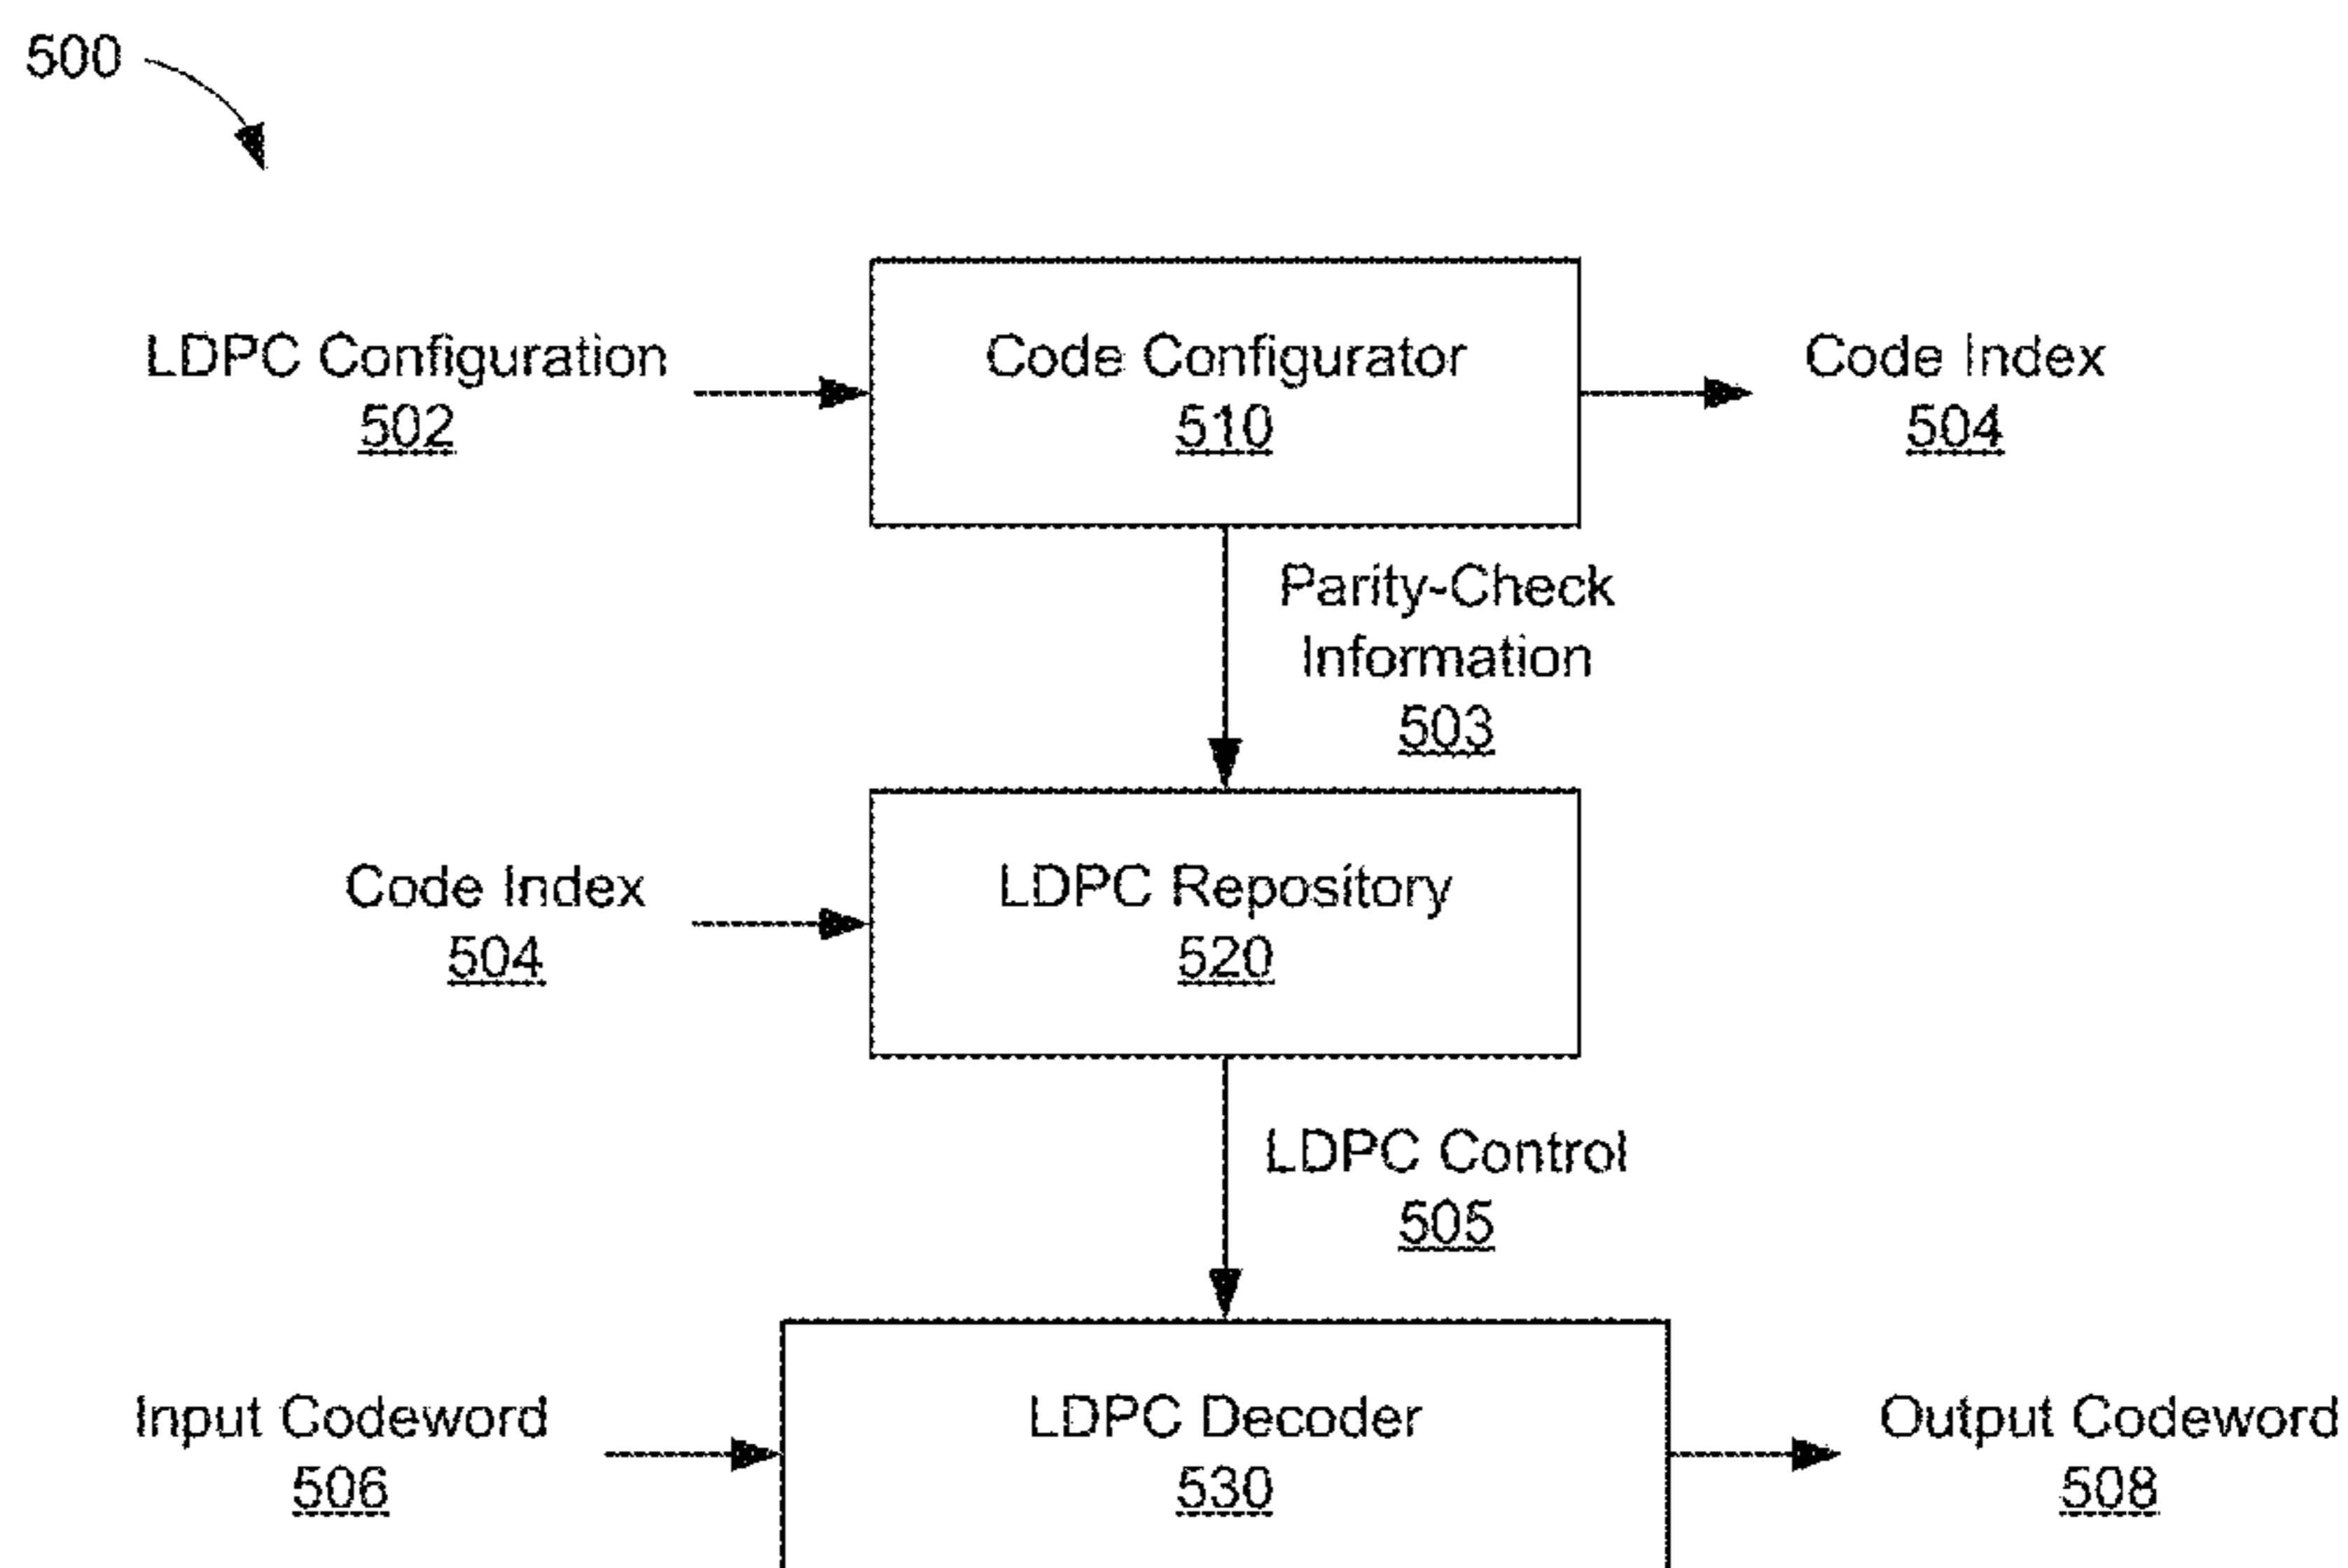 500
LDPC Configuration
502
Code Configurator
510
Code Index
504
Parity-Check
Information
503
Code Index
504
LDPC Repository
520
LDPC Control
505
Input Codeword
506
LDPC Decoder
530
Output Codeword
508